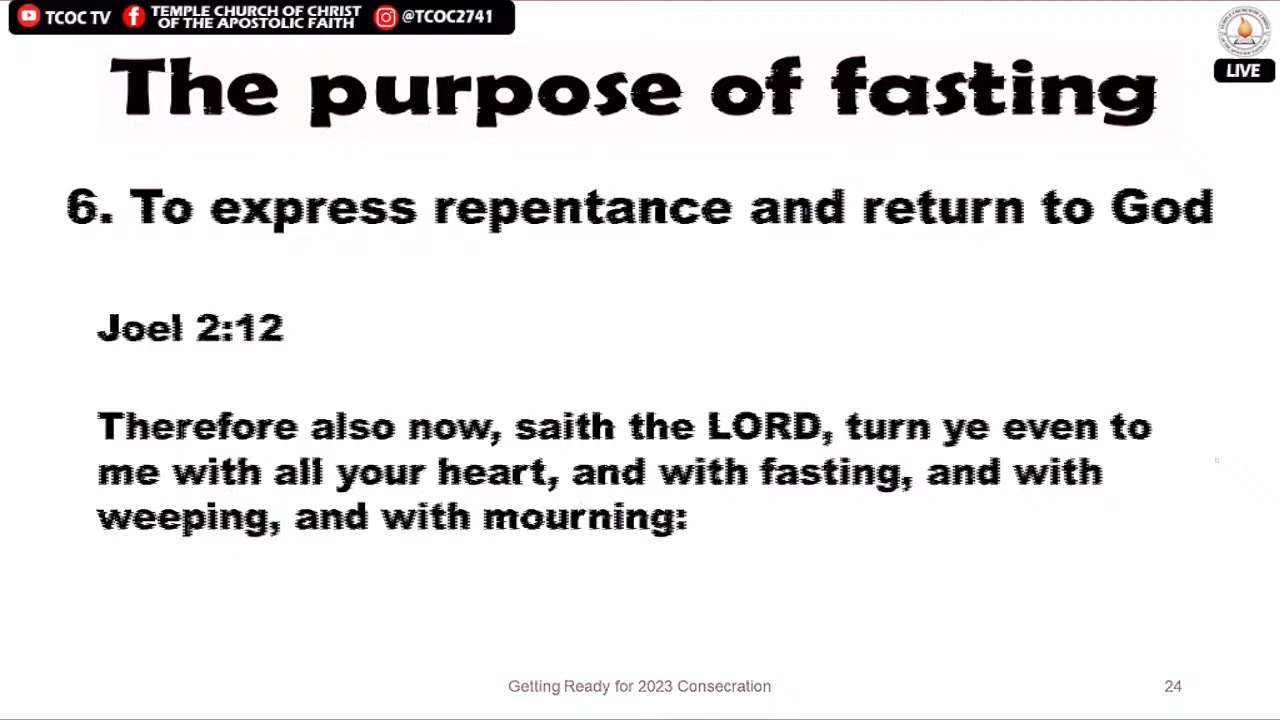 TCOC TV TEMPLE CHURCH OF CHRIST OF THE APOSTOLIC FAITH @TCOC2741
LIVE
The purpose of fasting
6. To express repentance and return to God
Joel 2:12
Therefore also now, saith the LORD, turn ye even to
me with all your heart, and with fasting, and with
weeping, and with mourning:
Getting Ready for 2023 Consecration
24